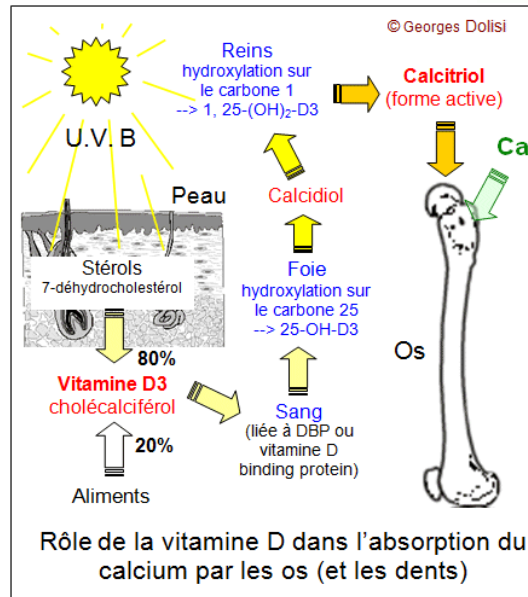 © Georges Dolisi
Reins
hydroxylation sur
le carbone 1
--> 1, 25-(OH)₂-D3
Calcitriol
(forme active)
U.V. B
Ca
Peau
Calcidiol
Stérols
7-déhydrocholestérol
Foie
hydroxylation sur
le carbone 25
--> 25-OH-D3
Os
80%
Vitamine D3
cholécalciférol
Sang
(liée à DBP ou
vitamine D
binding protein)
20%
Aliments
Rôle de la vitamine D dans l’absorption du
calcium par les os (et les dents)